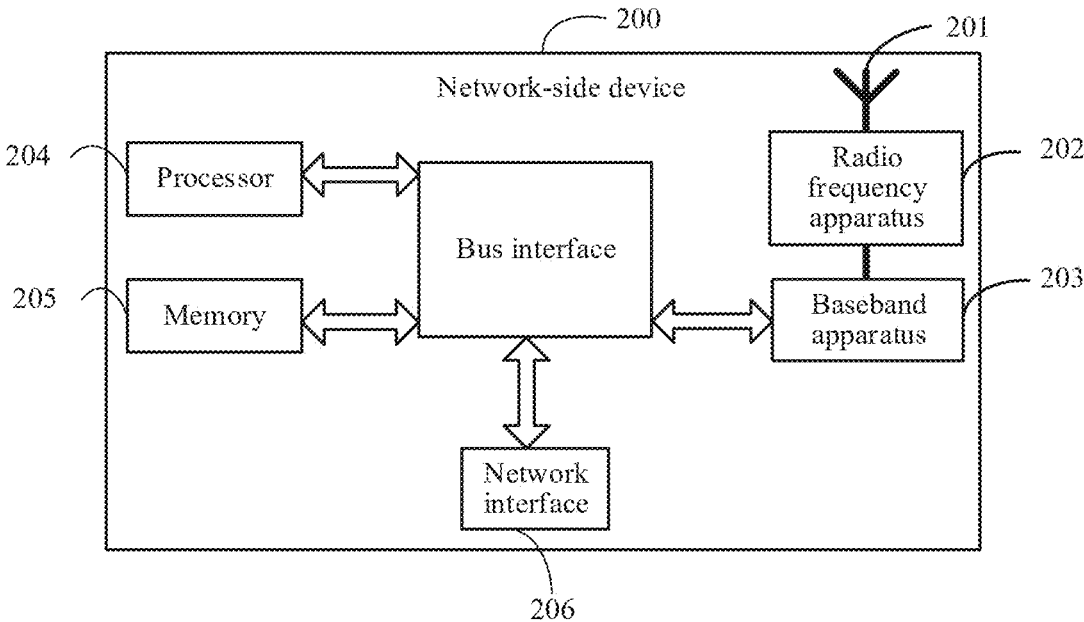 200
201
Network-side device
204
Processor
Radio
frequency
apparatus
202
Bus interface
205
Memory
Baseband
apparatus
203
Network
interface
206